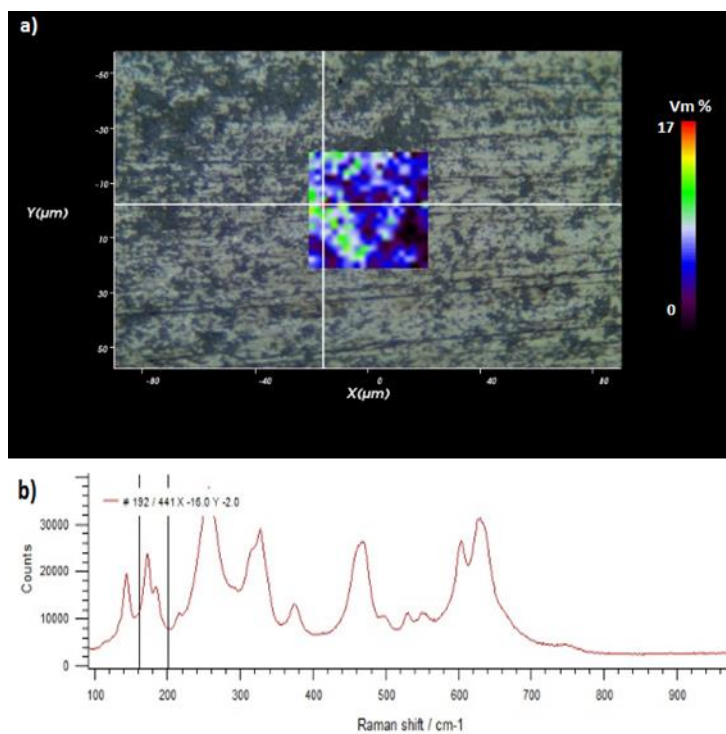 a)
Vm %
17
0
-50
-30
-10
10
30
50
Y(μm)
-80
-40
0
40
80
X(μm)
b)
# 192 / 441 X -16.0 Y -2.0
30000
20000
10000
0
Counts
100 200 300 400 500 600 700 800 900
Raman shift / cm-1